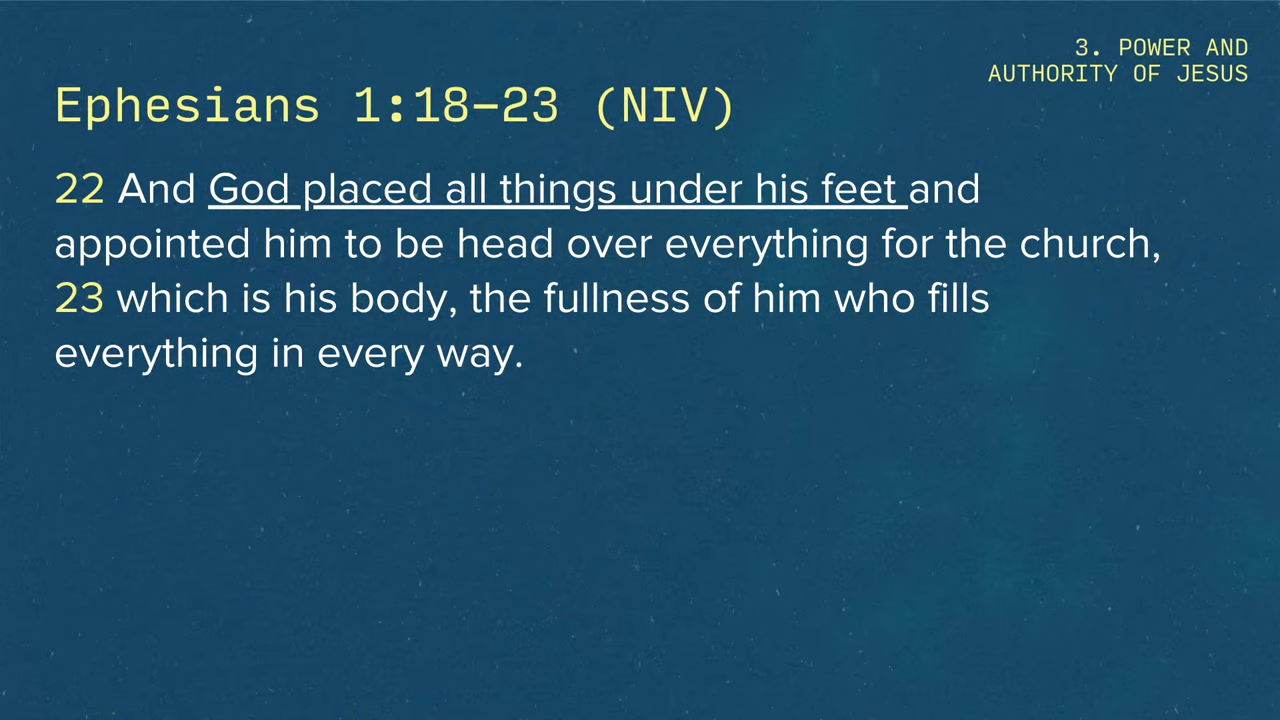 3. POWER AND
AUTHORITY OF JESUS
Ephesians 1:18–23 (NIV)
22 And God placed all things under his feet and
appointed him to be head over everything for the church,
23 which is his body, the fullness of him who fills
everything in every way.